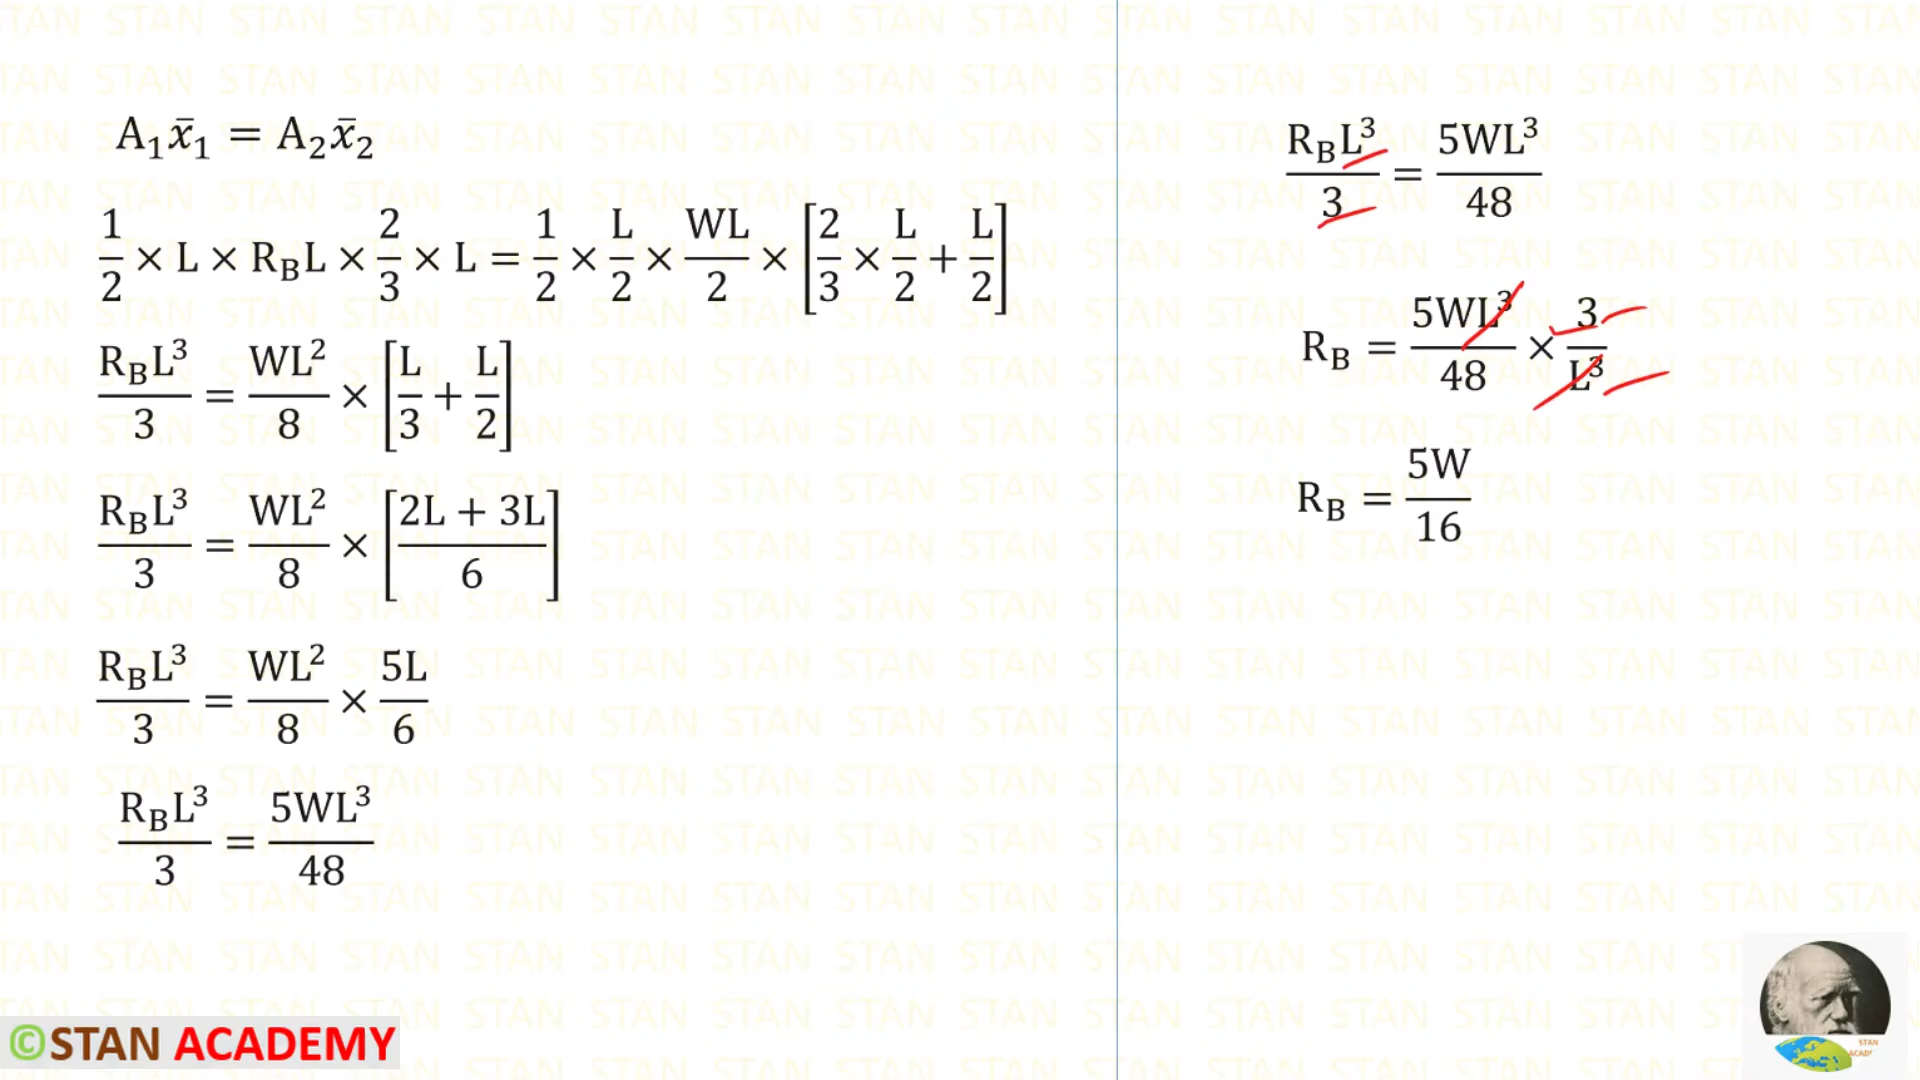 A₁x̄₁ = A₂x̄₂
1/2 × L × R_BL × 2/3 × L = 1/2 × L/2 × WL/2 × [2/3 × L/2 + L/2]
R_BL³/3 = WL²/8 × [L/3 + L/2]
R_BL³/3 = WL²/8 × [2L + 3L/6]
R_BL³/3 = WL²/8 × 5L/6
R_BL³/3 = 5WL³/48
R_BL³/3 = 5WL³/48
R_B = 5WL³/48 × 3/L³
R_B = 5W/16
©STAN ACADEMY
STAN